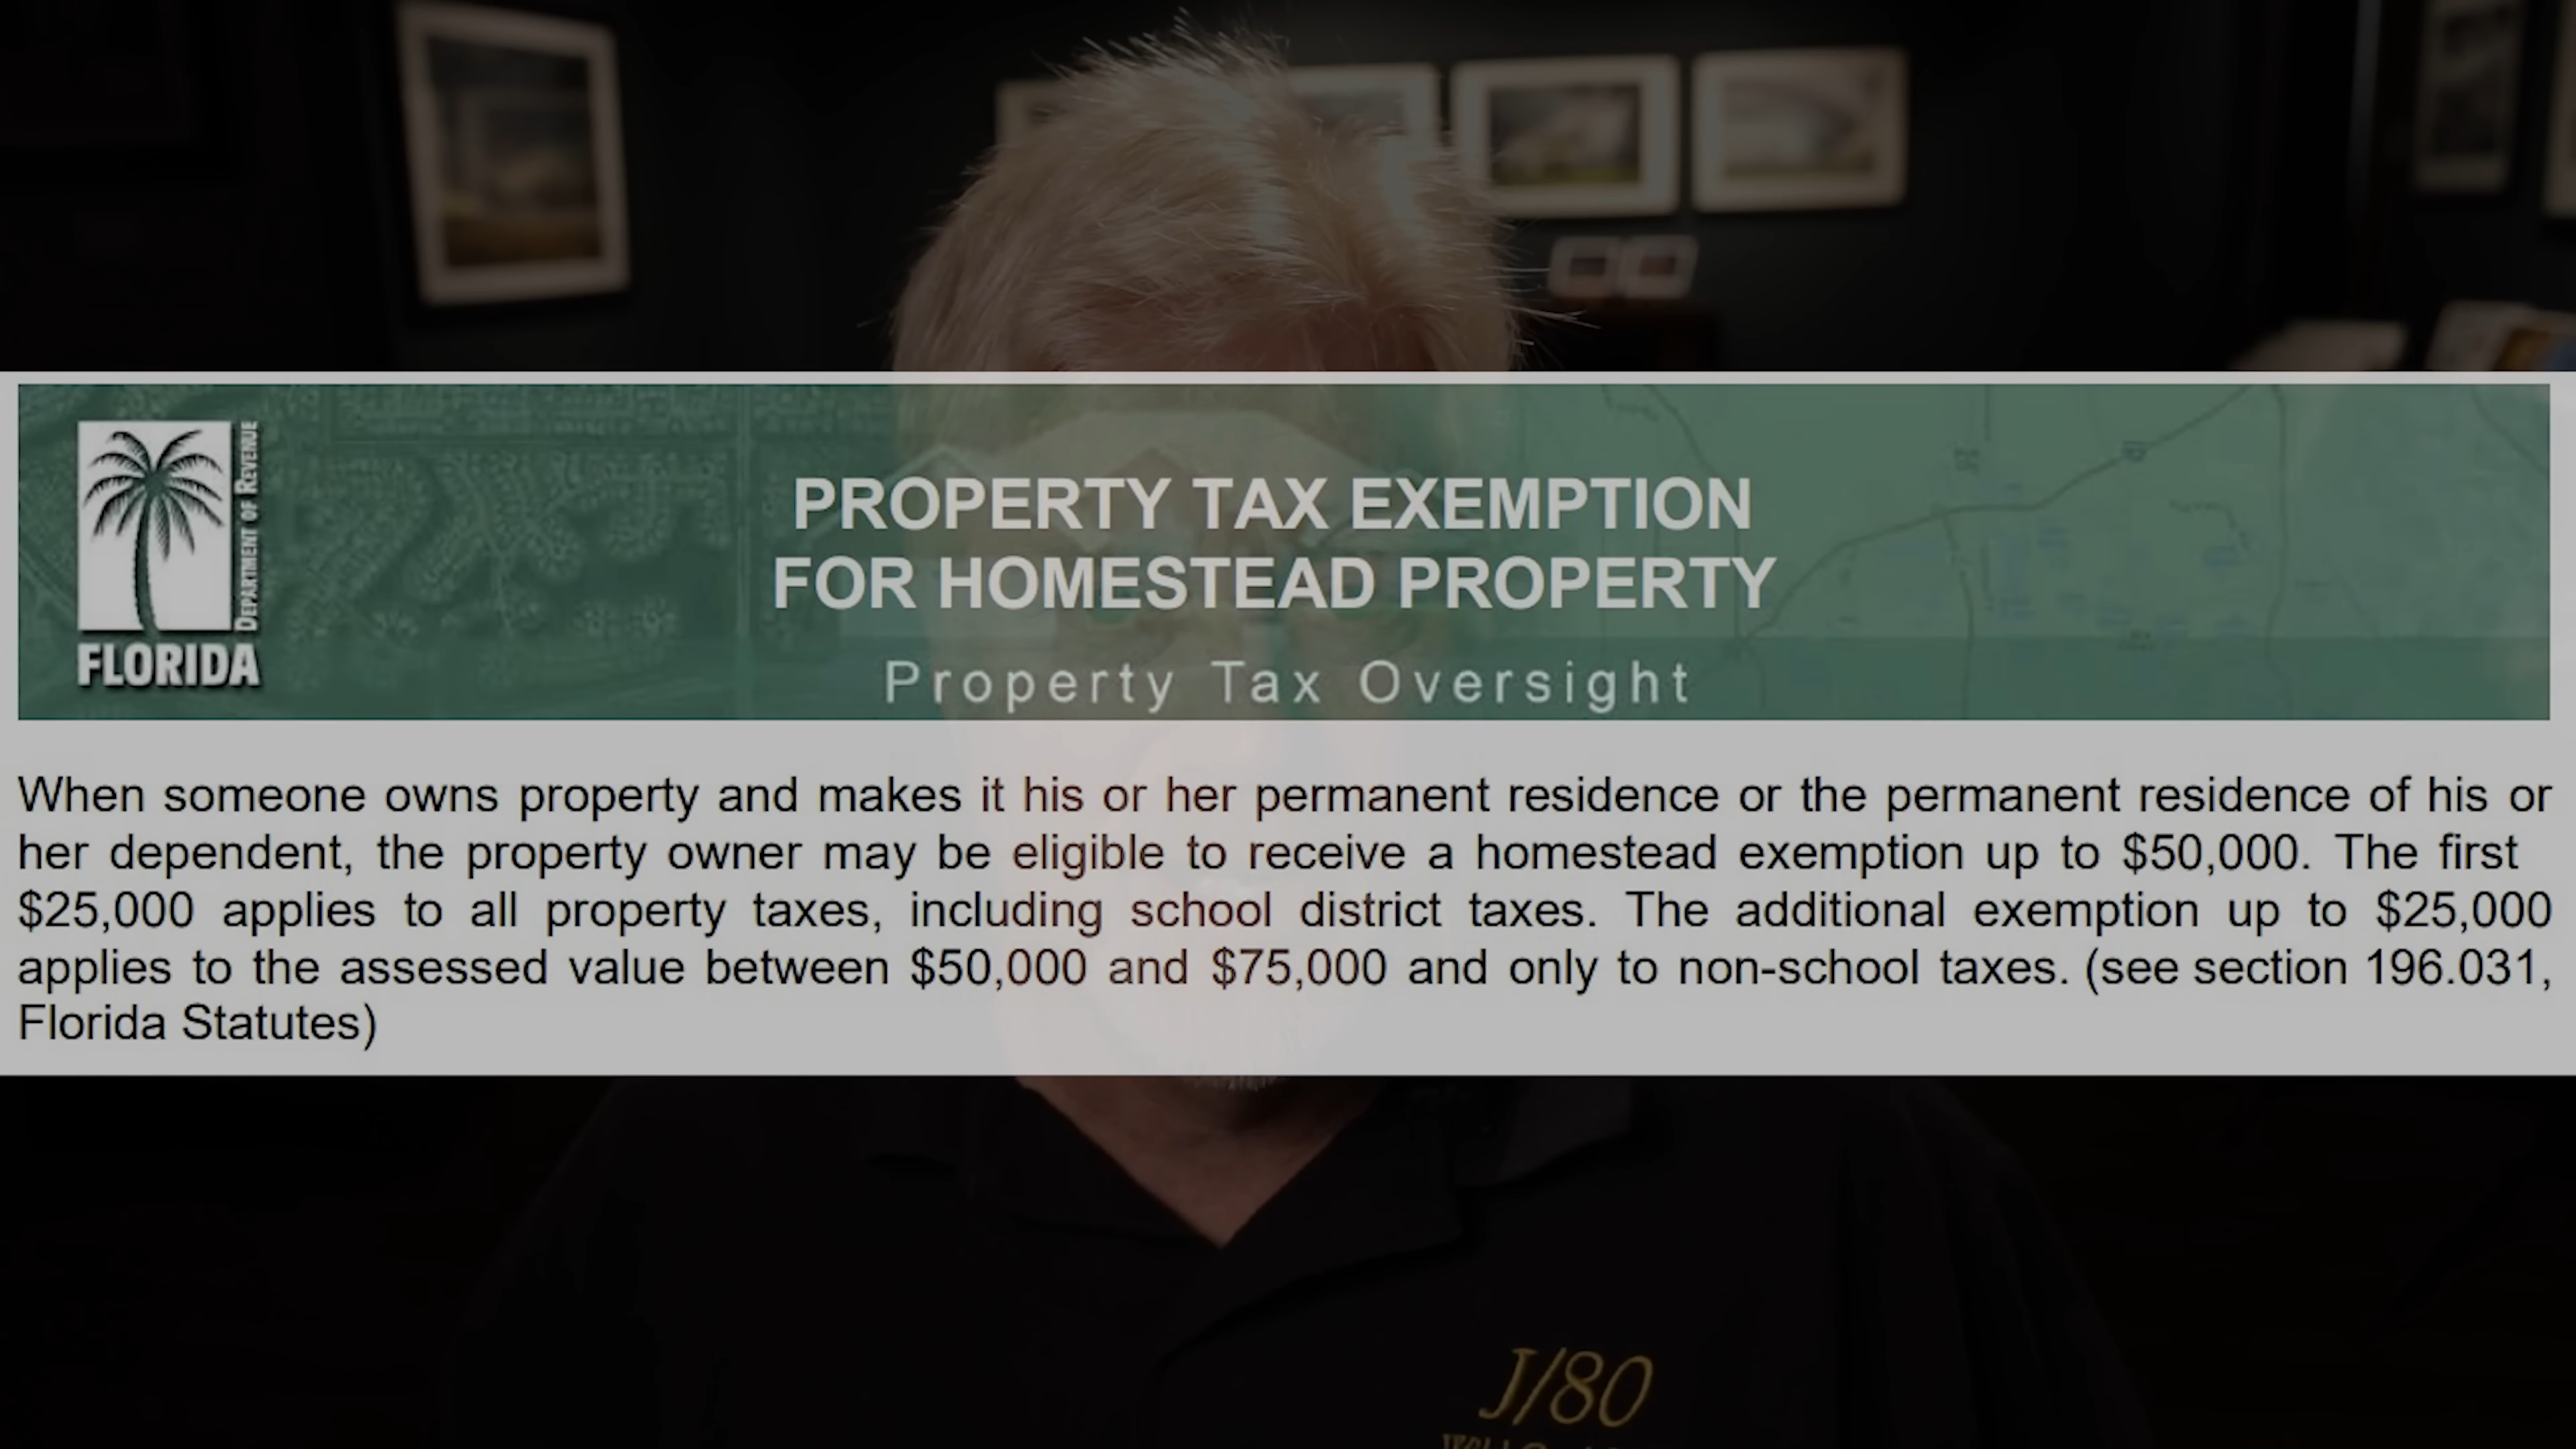 DEPARTMENT OF REVENUE
FLORIDA
PROPERTY TAX EXEMPTION
FOR HOMESTEAD PROPERTY
Property Tax Oversight
When someone owns property and makes it his or her permanent residence or the permanent residence of his or
her dependent, the property owner may be eligible to receive a homestead exemption up to $50,000. The first
$25,000 applies to all property taxes, including school district taxes. The additional exemption up to $25,000
applies to the assessed value between $50,000 and $75,000 and only to non-school taxes. (see section 196.031,
Florida Statutes)
J/80